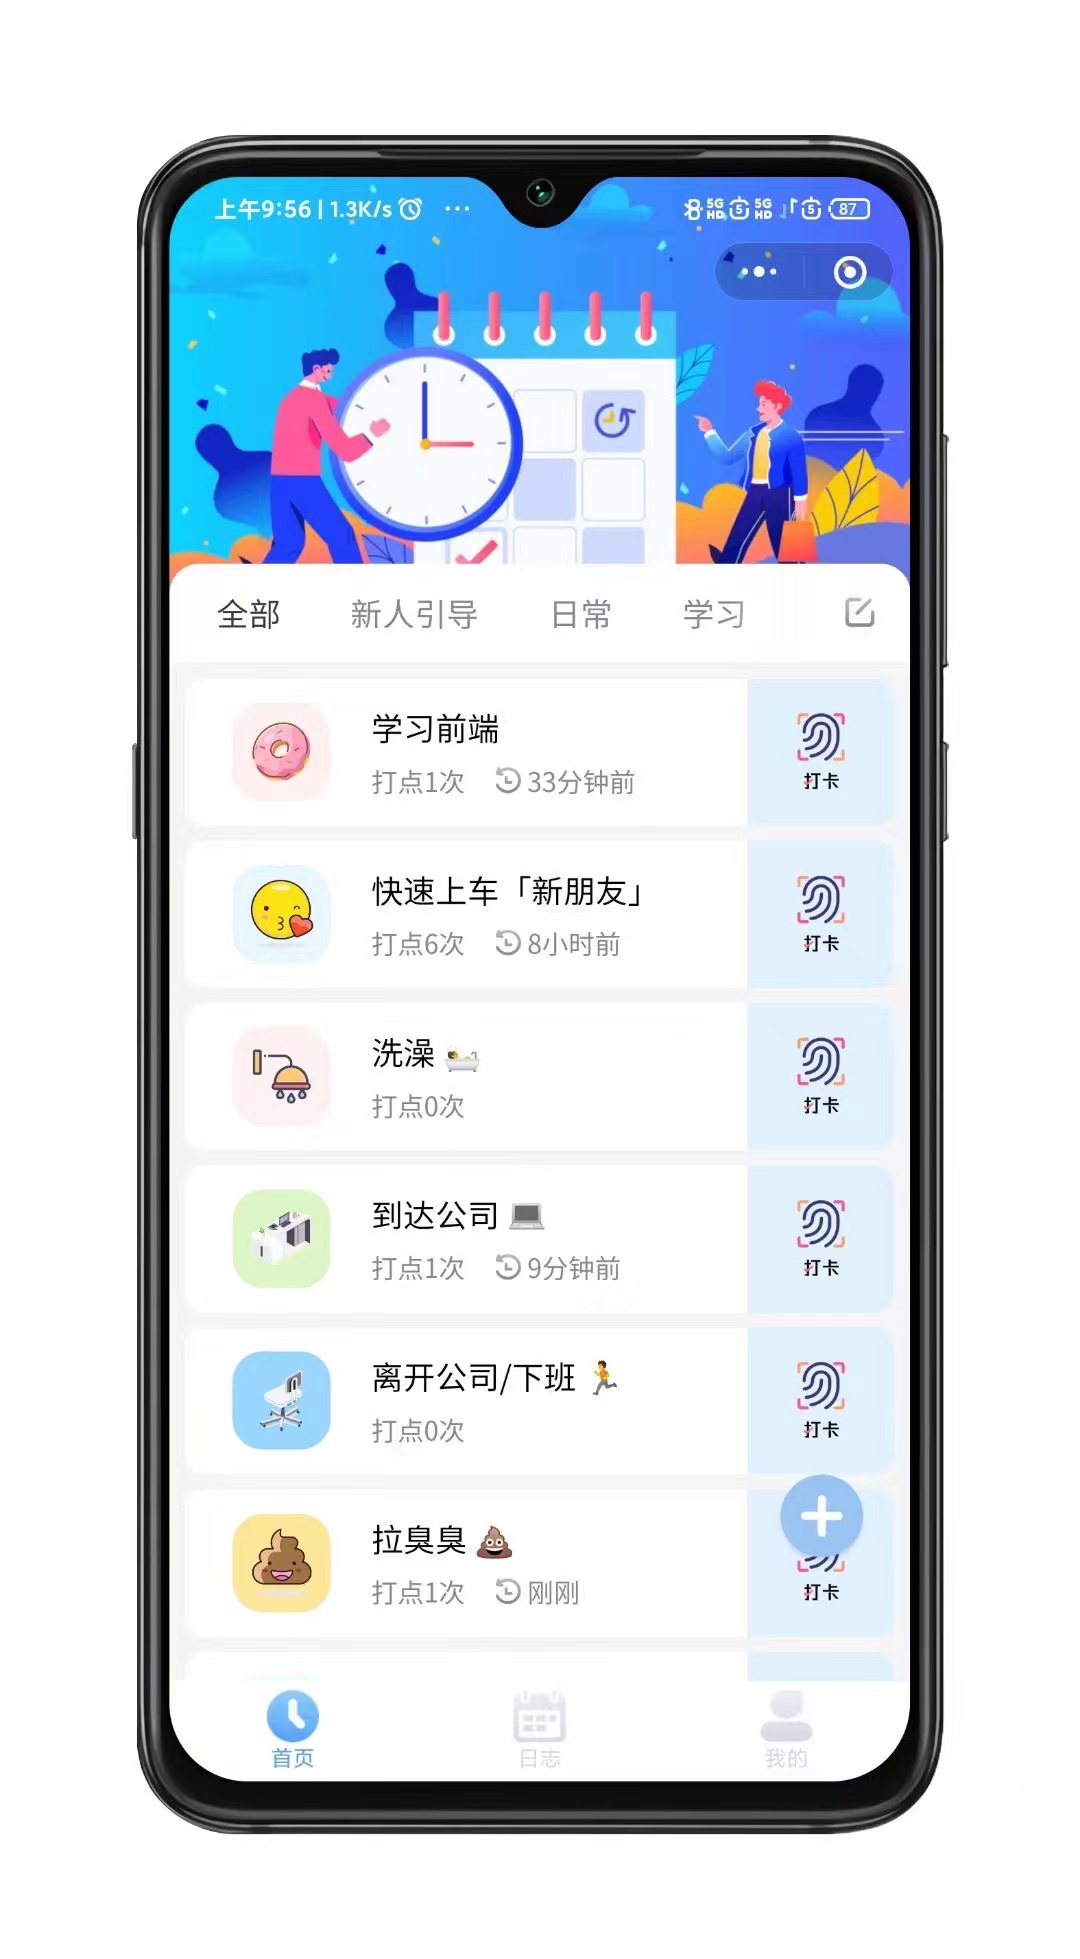 上午9:56 | 1.3K/s ...
5G HD 5 5G HD 5 87
全部 新人引导 日常 学习
学习前端
打点1次 33分钟前
打卡
快速上车「新朋友」
打点6次 8小时前
打卡
洗澡 🛀
打点0次
打卡
到达公司 💻
打点1次 9分钟前
打卡
离开公司/下班 🏃
打点0次
打卡
拉臭臭 💩
打点1次 刚刚
打卡
首页 日志 我的